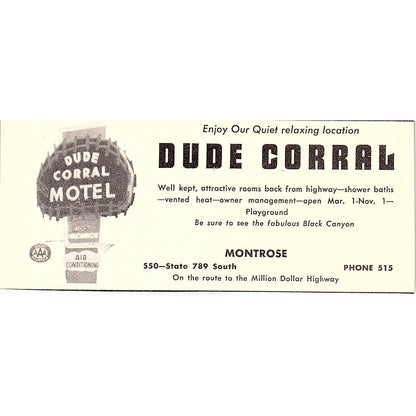 Enjoy Our Quiet relaxing location
DUDE CORRAL
Well kept, attractive rooms back from highway—shower baths
—vented heat—owner management—open Mar. 1-Nov. 1—
Playground
Be sure to see the fabulous Black Canyon
MONTROSE
550—State 789 South
PHONE 515
On the route to the Million Dollar Highway
DUDE
CORRAL
MOTEL
AAA
AIR
CONDITIONING